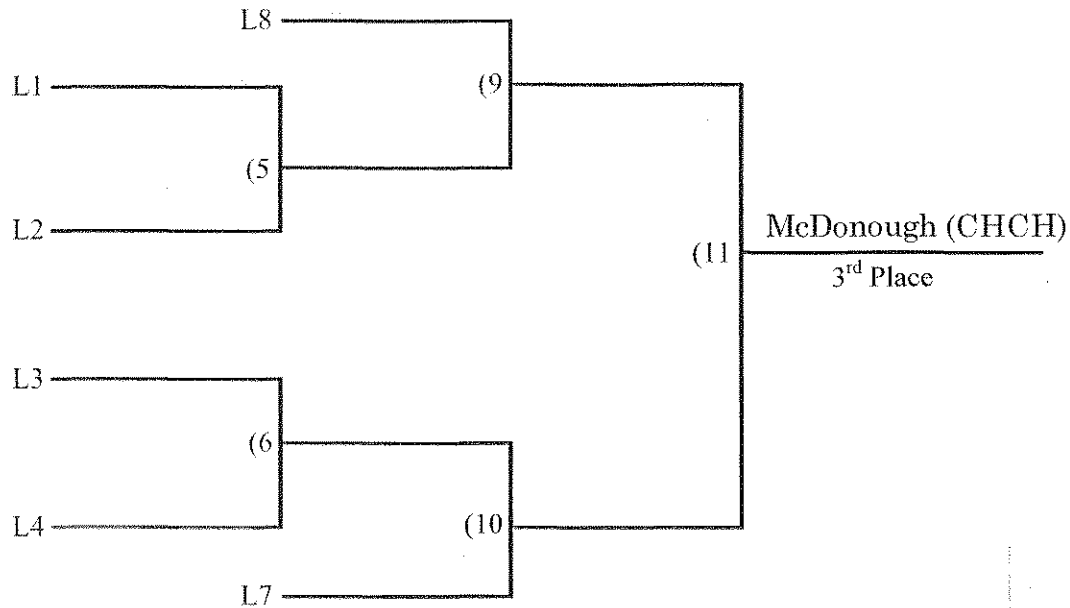 L8
L1
(9
(5
L2
McDonough (CHCH)
(11
3rd Place
L3
(6
L4
(10
L7